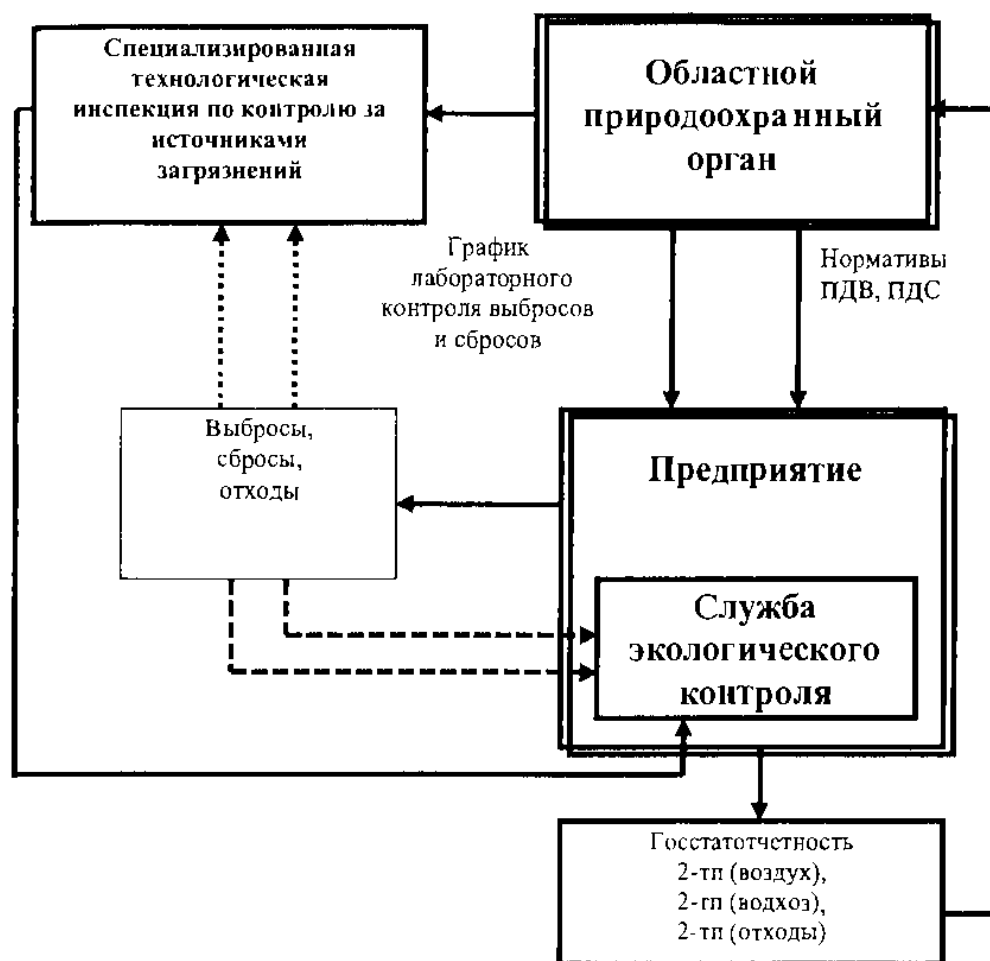 Специализированная
технологическая
инспекция по контролю за
источниками
загрязнений
Областной
природоохранный
орган
График
лабораторного
контроля выбросов
и сбросов
Нормативы
ПДВ, ПДС
Выбросы,
сбросы,
отходы
Предприятие
Служба
экологического
контроля
Госстатотчетность
2-тп (воздух),
2-тп (водхоз),
2-тп (отходы)